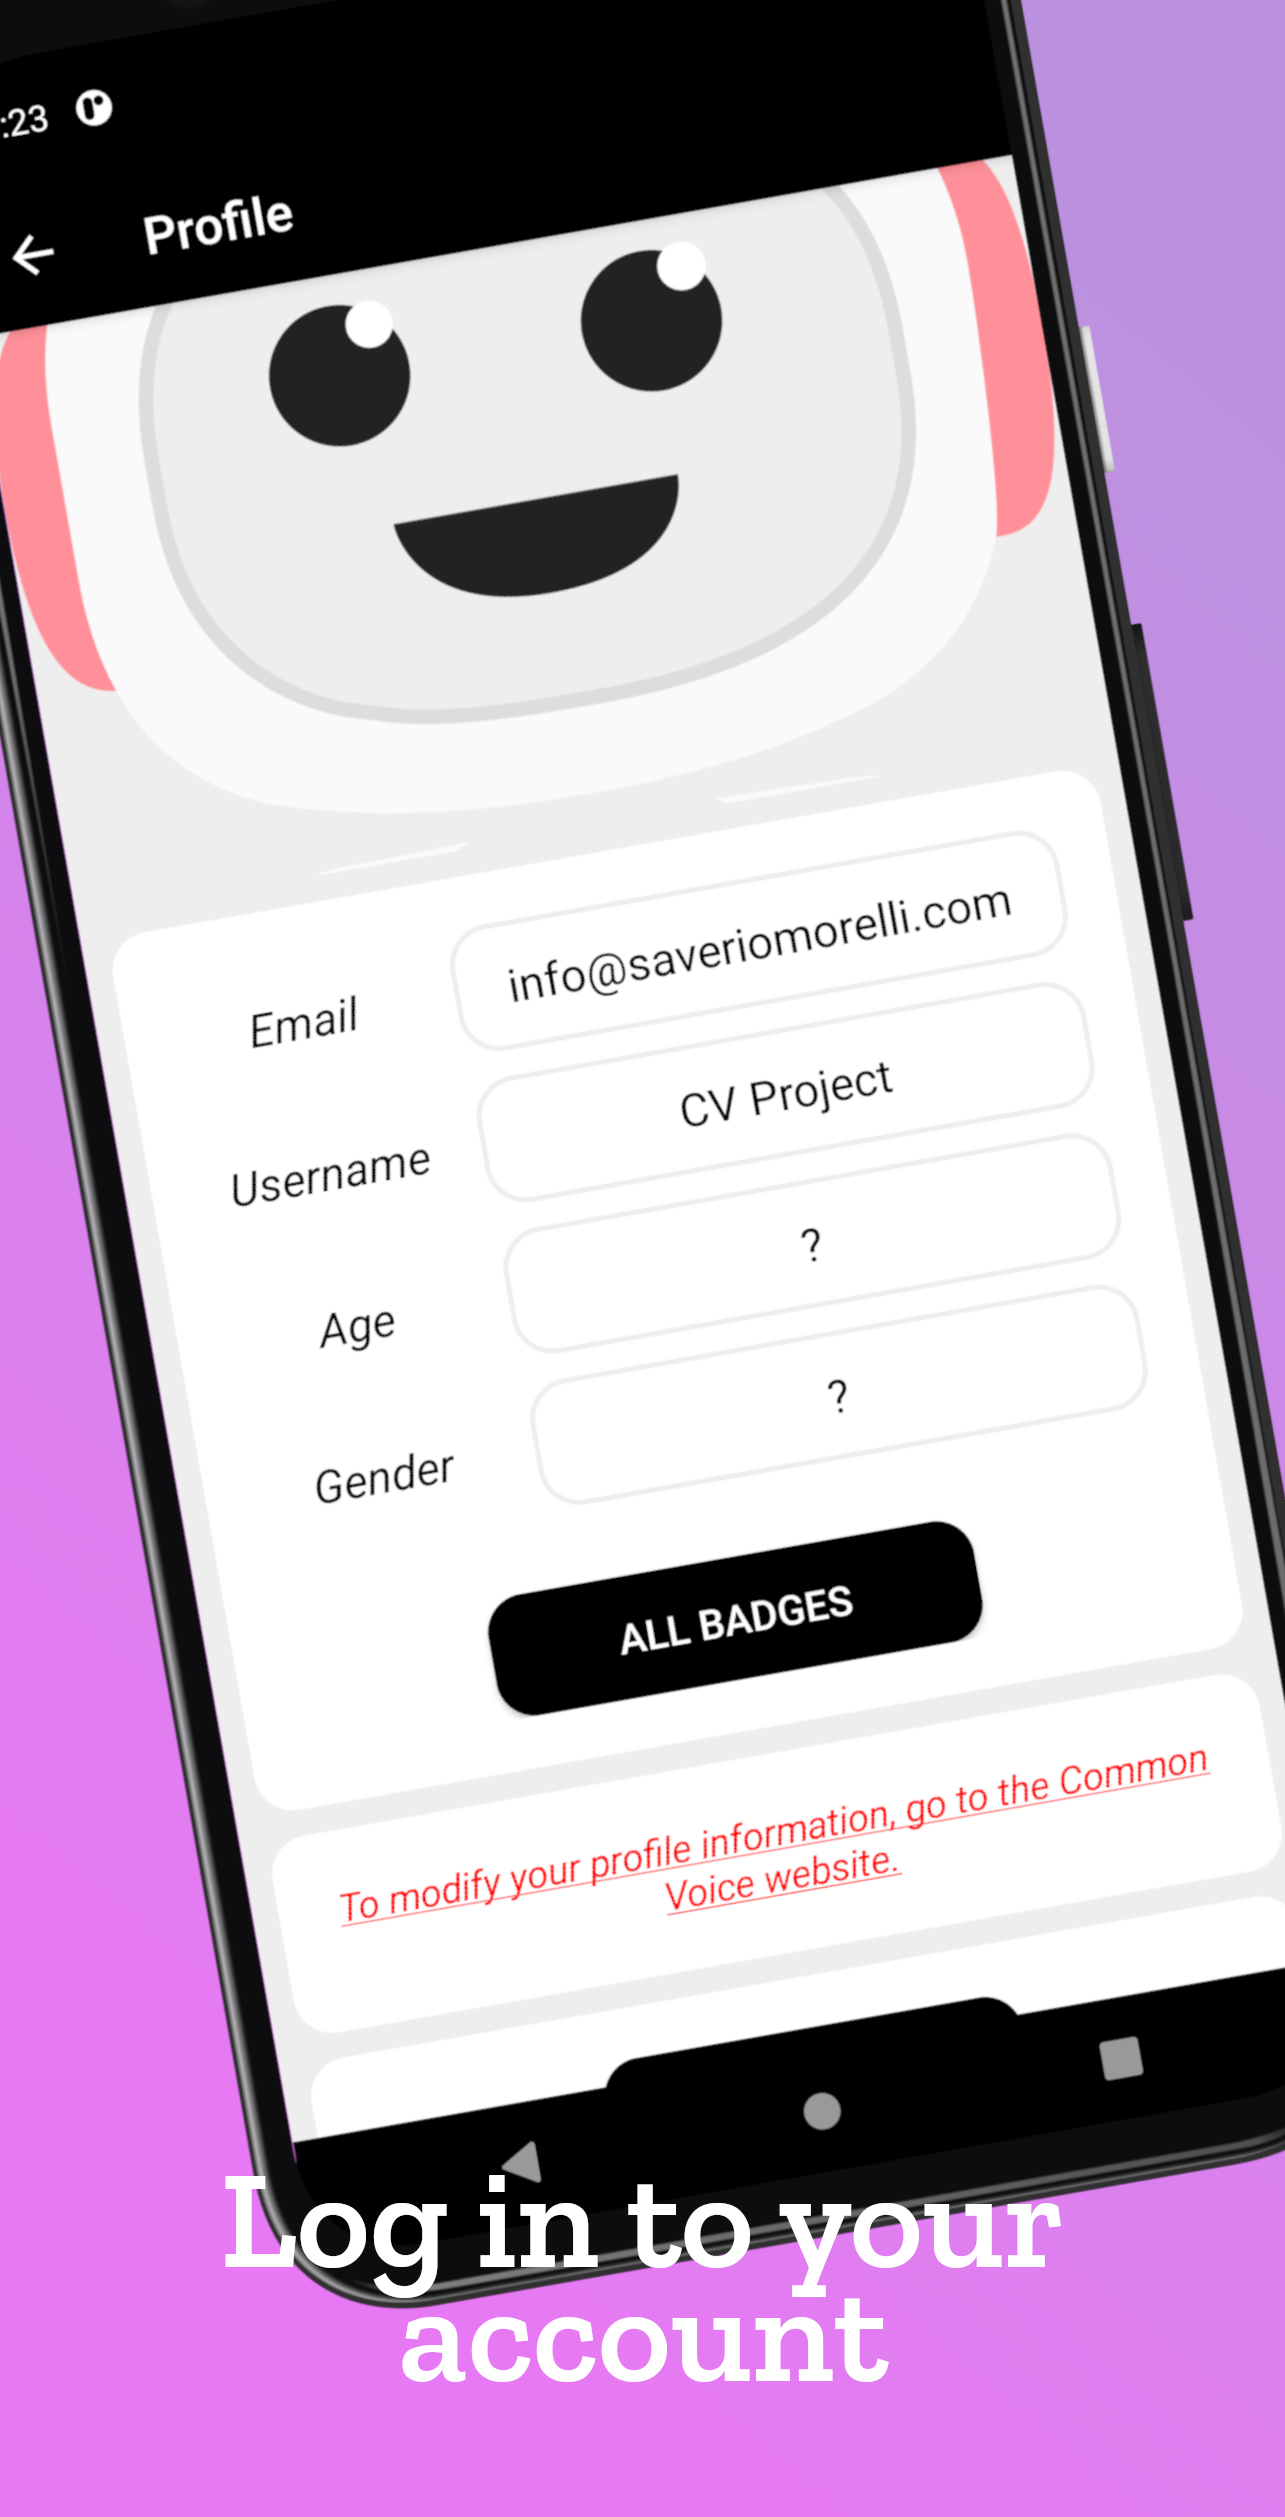 :23
Profile
Email
info@saveriomorelli.com
Username
CV Project
Age
?
Gender
?
ALL BADGES
To modify your profile information, go to the Common
Voice website.
Log in to your
account